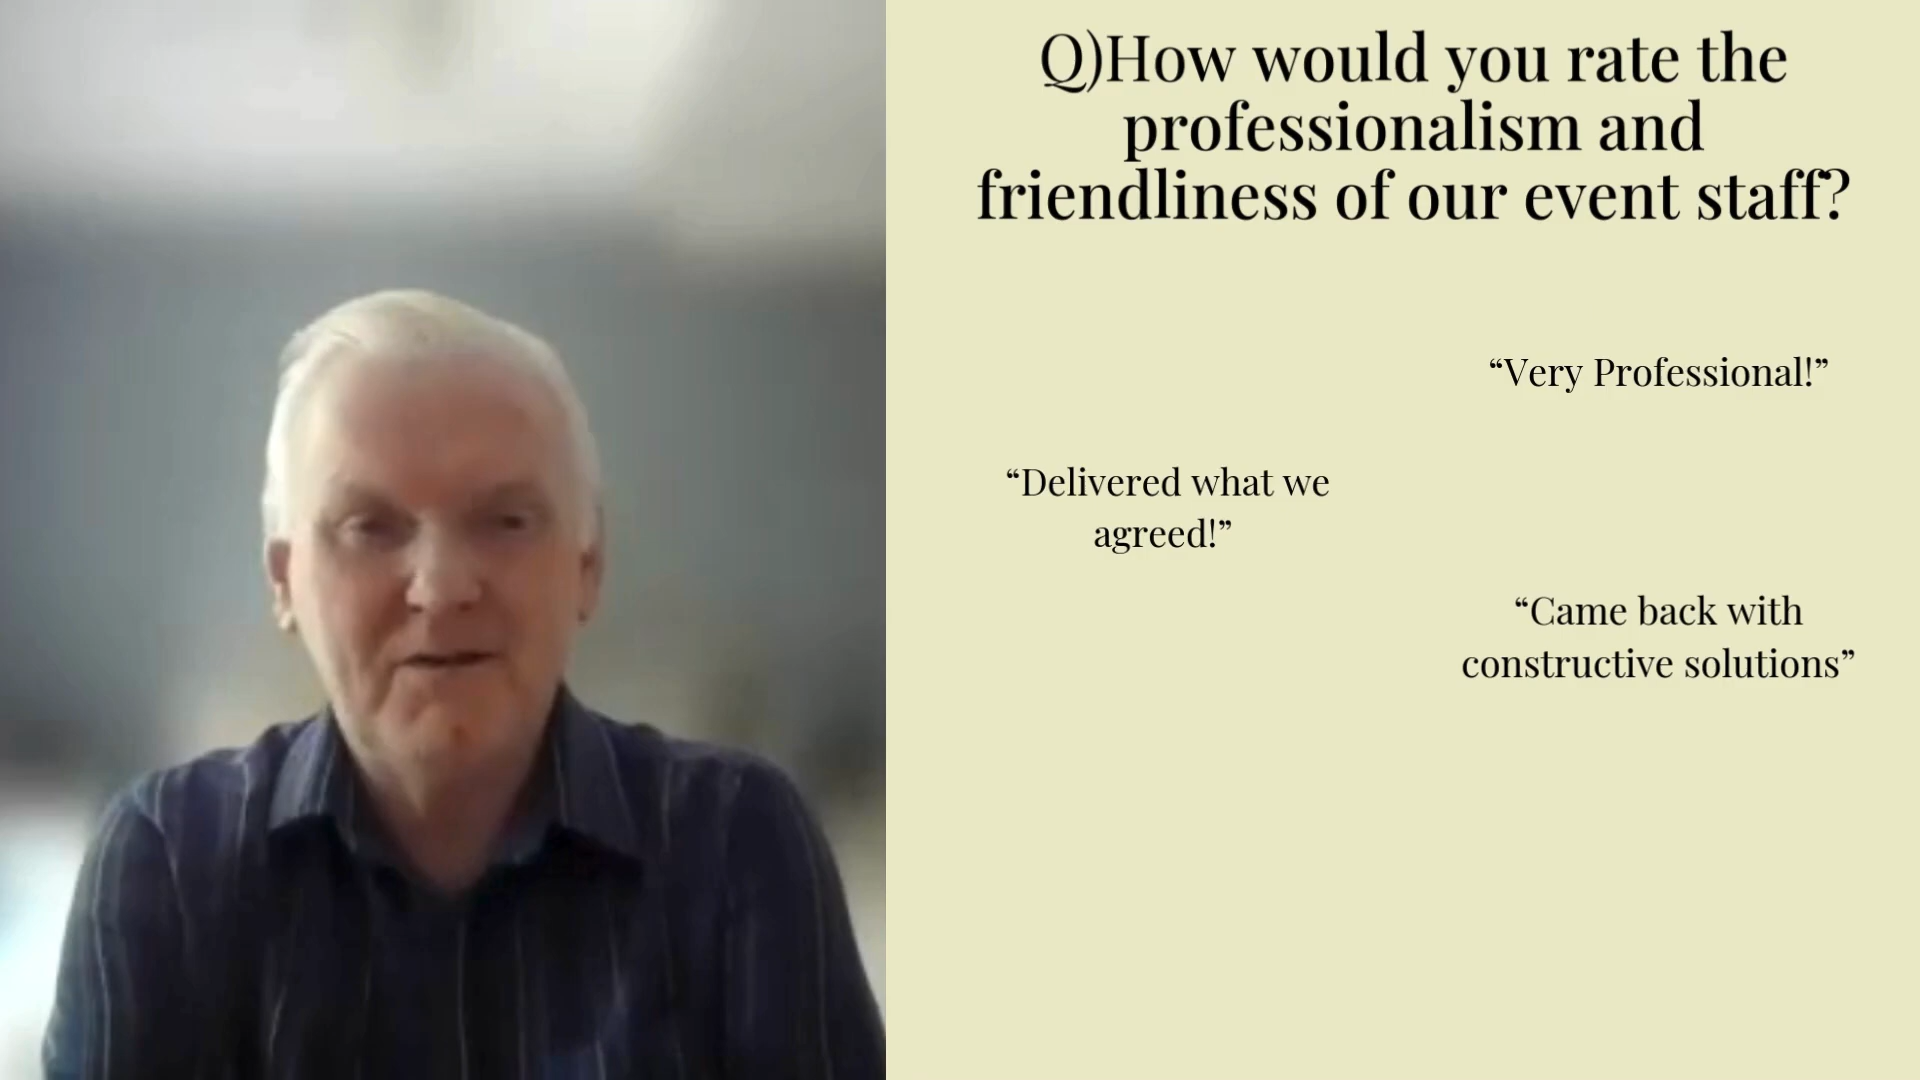 Q)How would you rate the
professionalism and
friendliness of our event staff?
“Very Professional!”
“Delivered what we
agreed!”
“Came back with
constructive solutions”